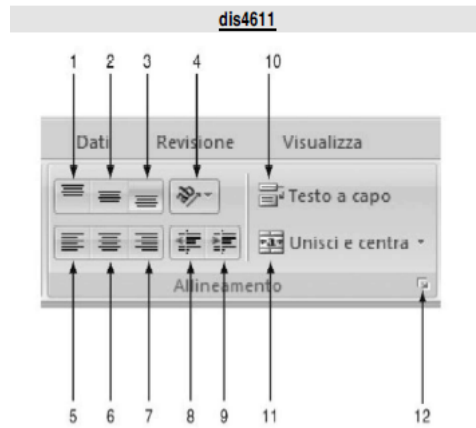 dis4611
1 2 3 4 10
Dati Revisione Visualizza
Testo a capo
Unisci e centra
Allineamento
5 6 7 8 9 11 12